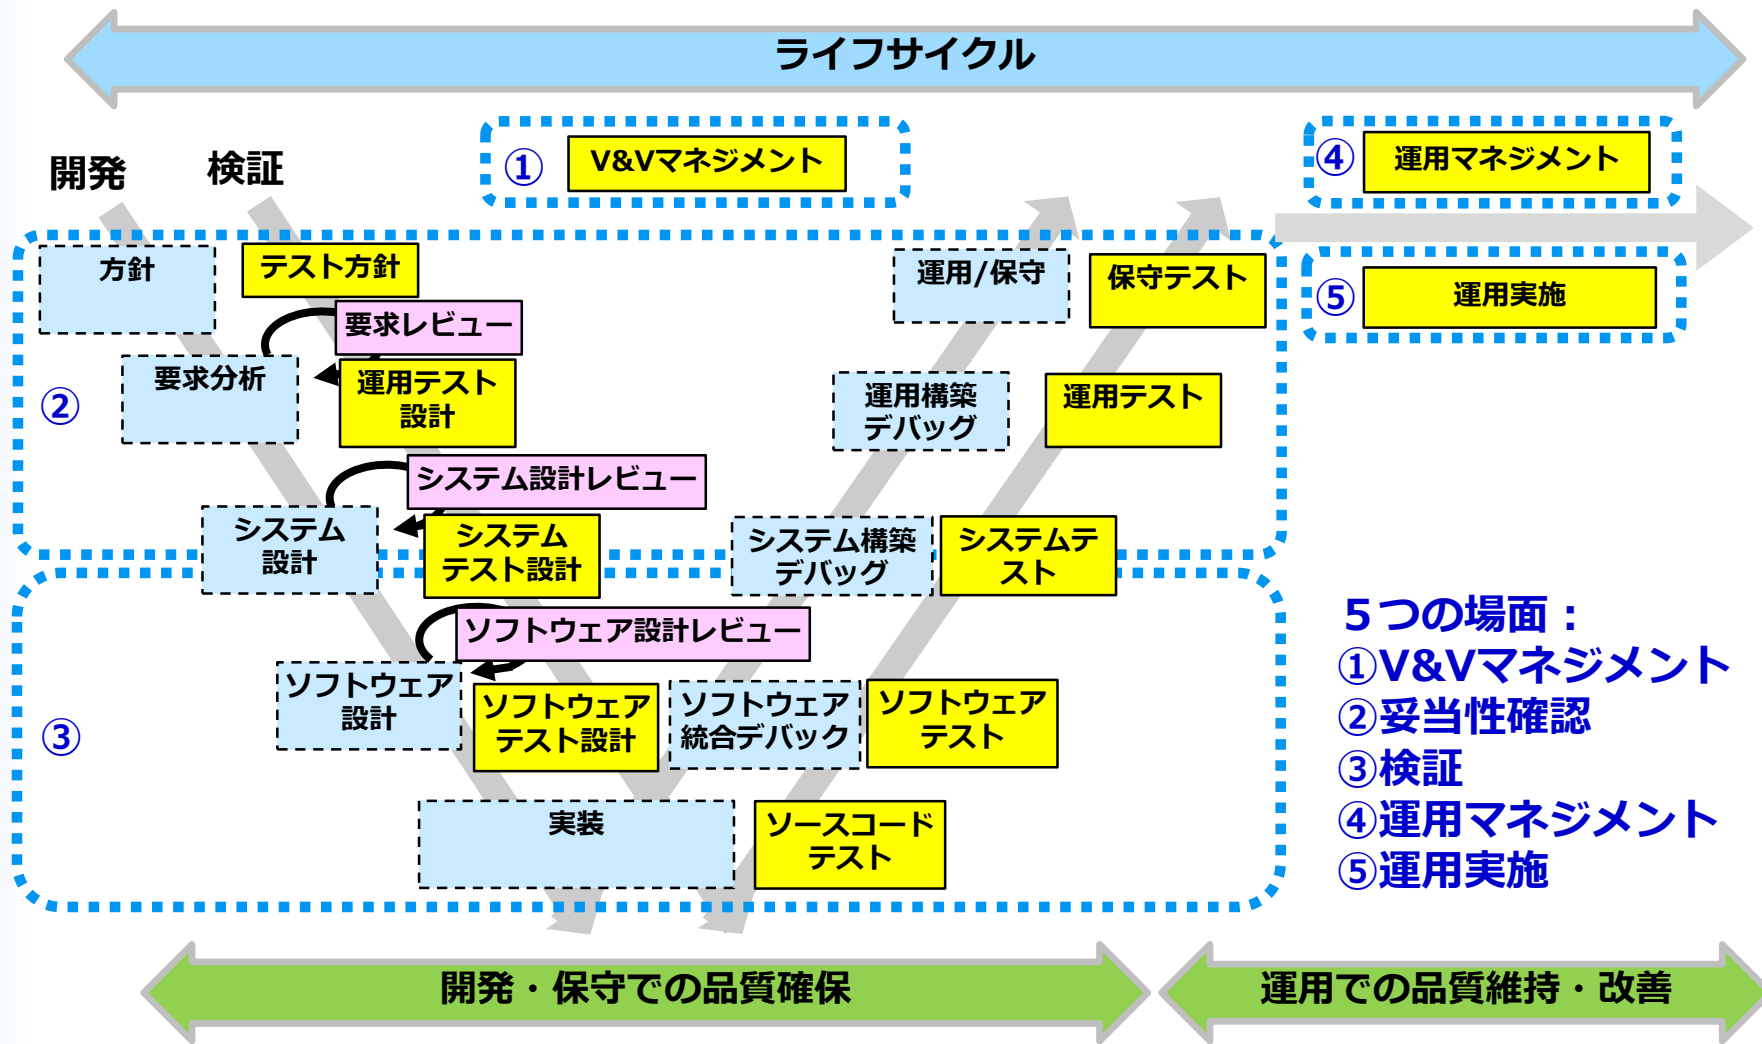 ライフサイクル
開発
検証
①
V&Vマネジメント
④
運用マネジメント
方針
テスト方針
要求レビュー
要求分析
運用テスト
設計
②
システム設計レビュー
システム
設計
システム
テスト設計
運用/保守
保守テスト
⑤
運用実施
運用構築
デバッグ
運用テスト
システム構築
デバッグ
システムテ
スト
ソフトウェア設計レビュー
ソフトウェア
設計
ソフトウェア
テスト設計
③
ソフトウェア
統合デバック
ソフトウェア
テスト
実装
ソースコード
テスト
５つの場面：
①V&Vマネジメント
②妥当性確認
③検証
④運用マネジメント
⑤運用実施
開発・保守での品質確保
運用での品質維持・改善